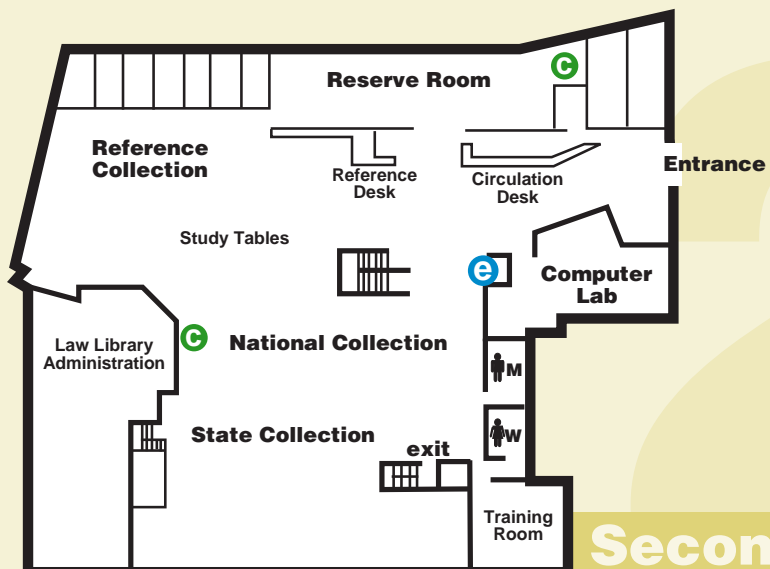 C
Reserve Room
Reference
Collection
Reference
Desk
Circulation
Desk
Entrance
Study Tables
e
Computer
Lab
C
National Collection
Law Library
Administration
M
State Collection
W
exit
Training
Room
Secon